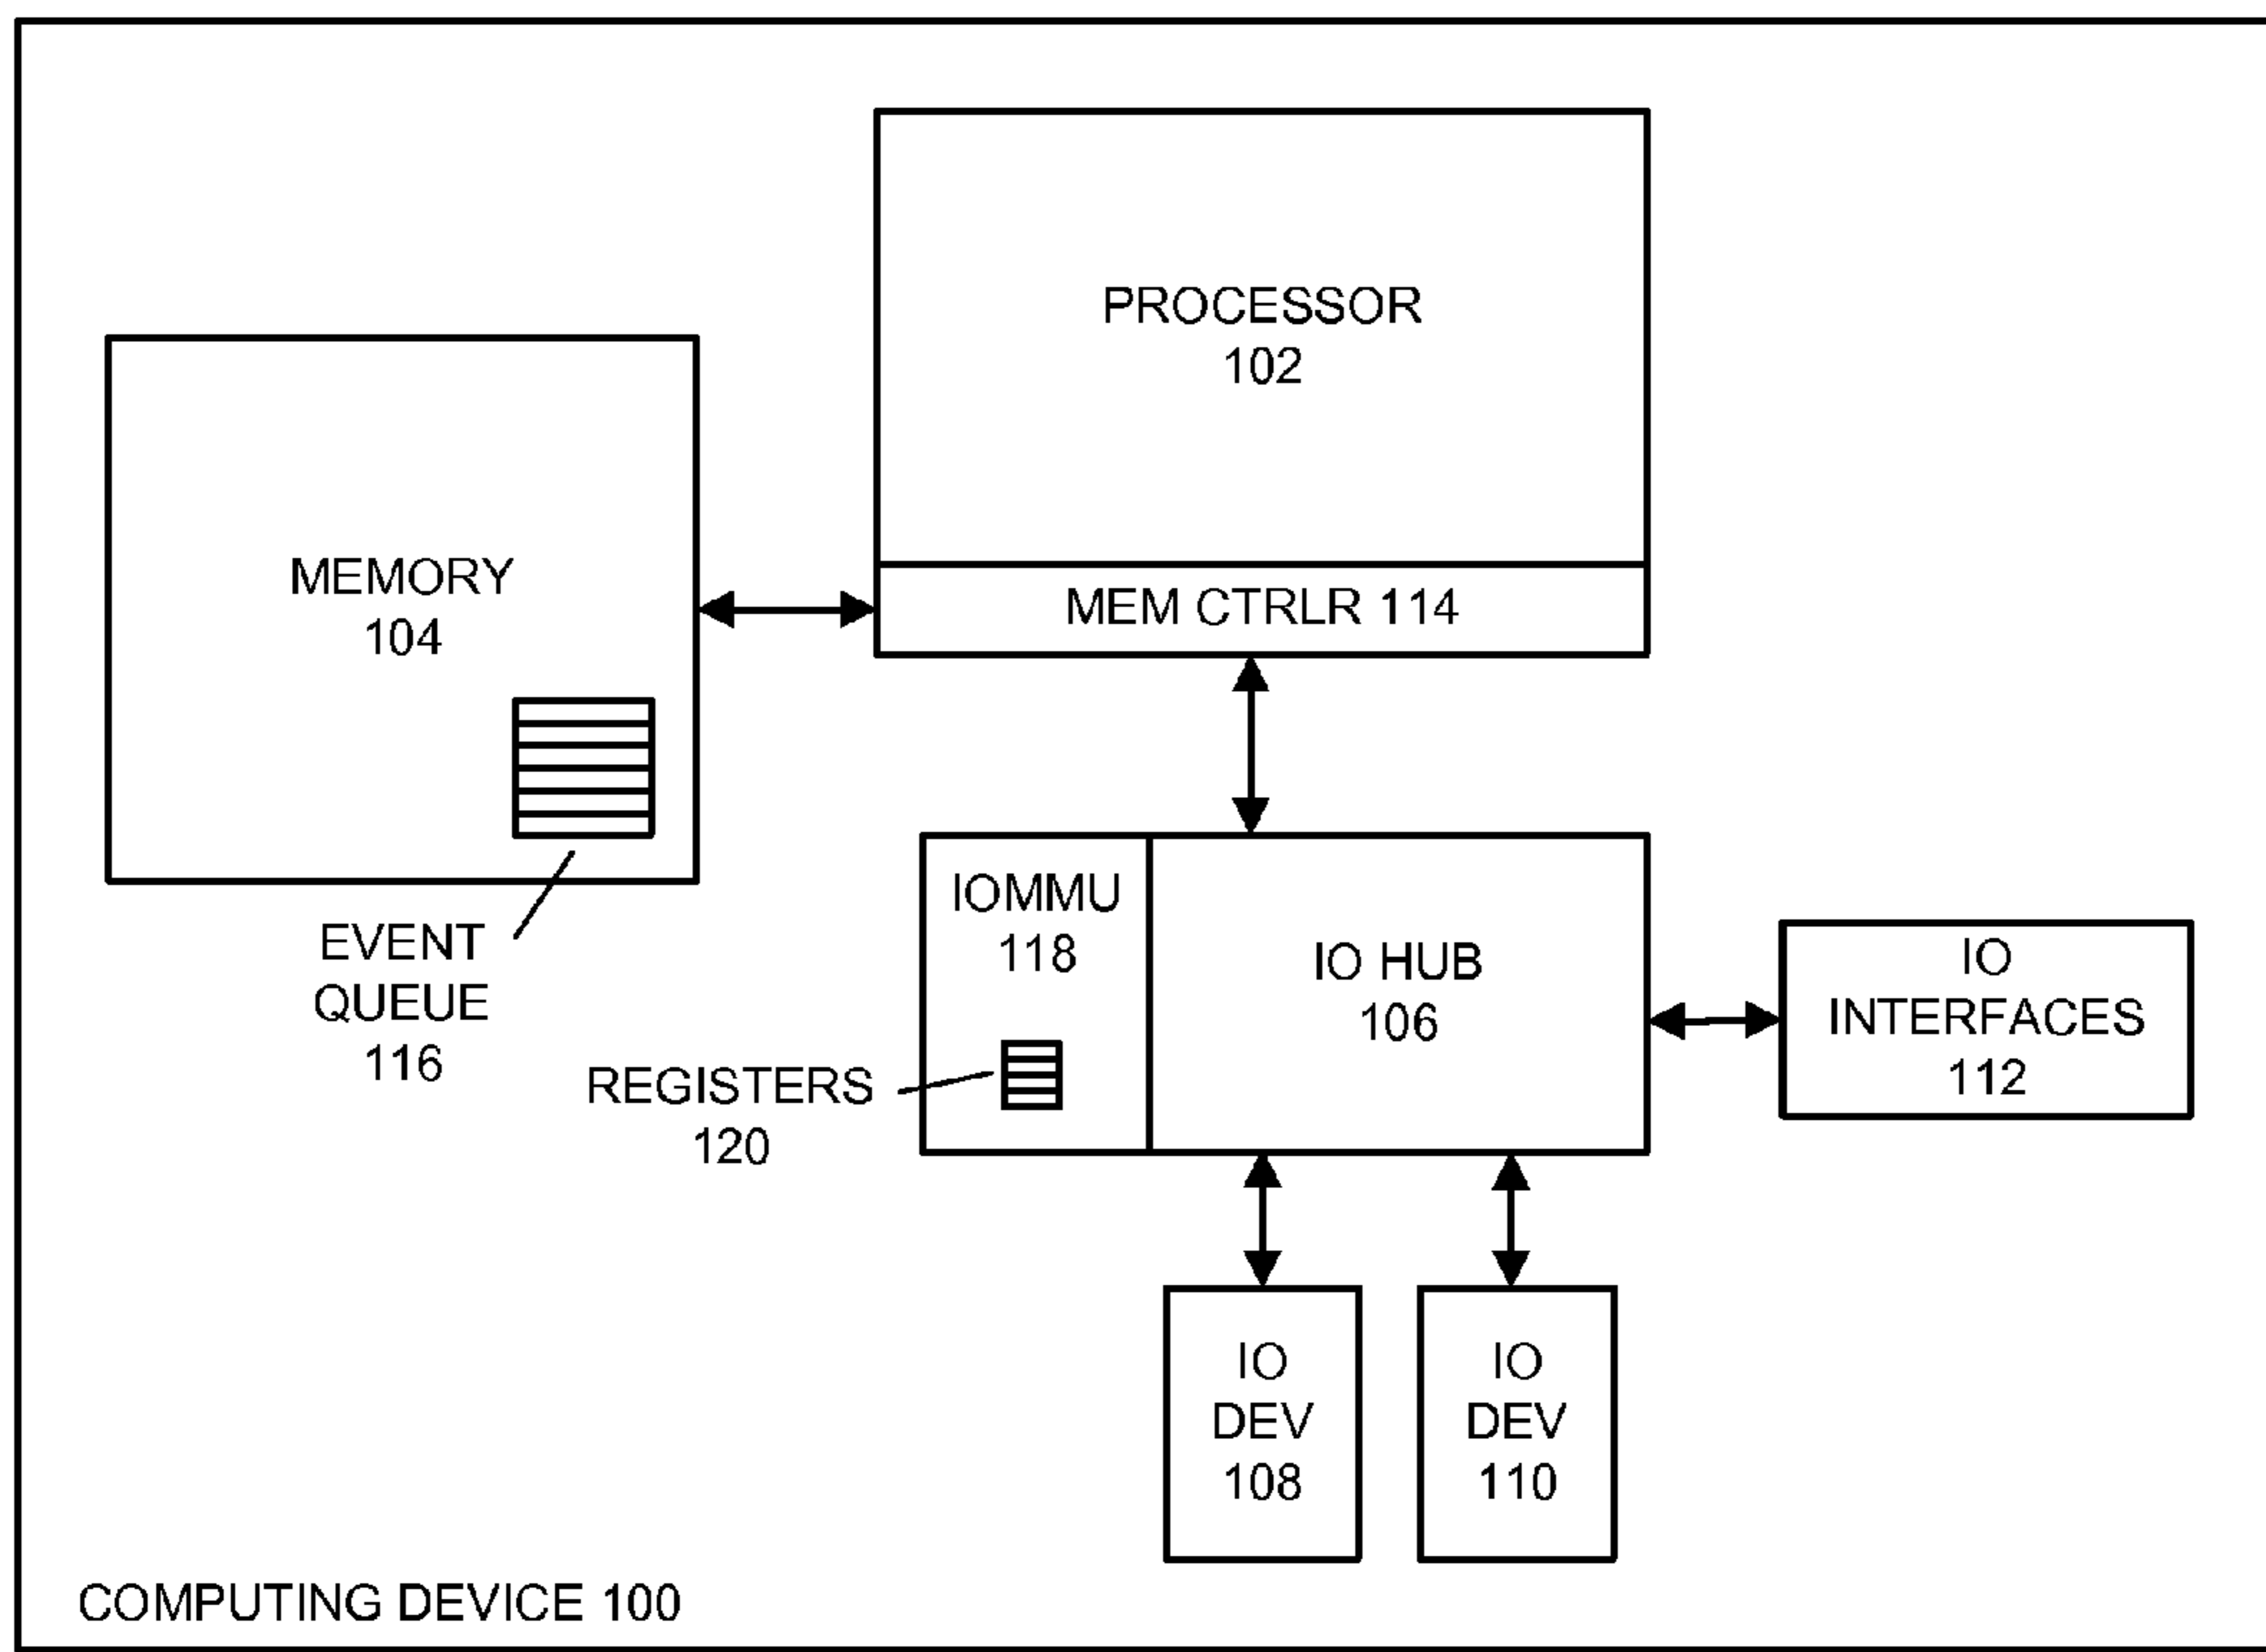 PROCESSOR
102
MEM CTRLR 114
MEMORY
104
EVENT
QUEUE
116
IOMMU
118
REGISTERS
120
IO HUB
106
IO
INTERFACES
112
IO
DEV
108
IO
DEV
110
COMPUTING DEVICE 100